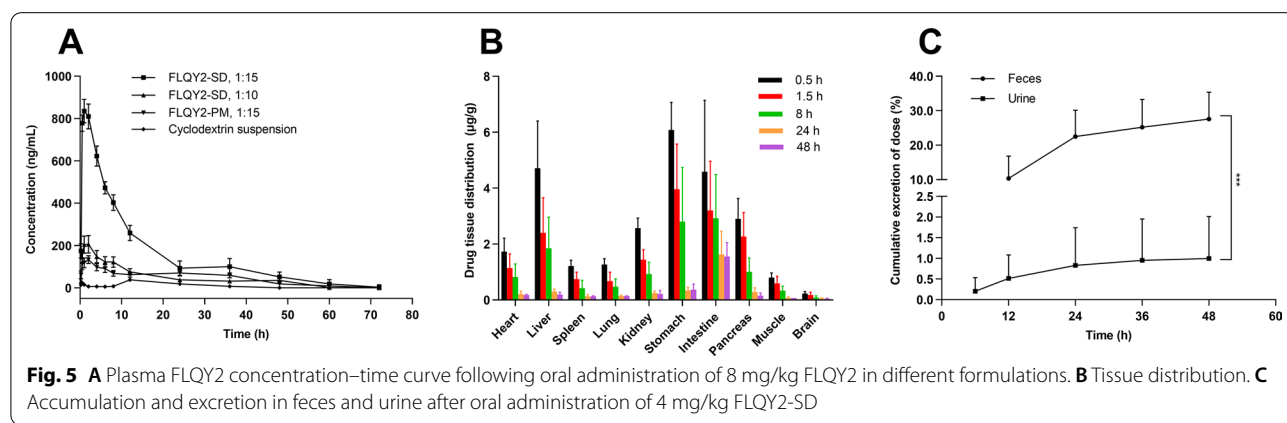 A
Concentration (ng/mL)
1000
800
600
400
200
0
0 10 20 30 40 50 60 70 80
Time (h)
FLQY2-SD, 1:15
FLQY2-SD, 1:10
FLQY2-PM, 1:15
Cyclodextrin suspension
B
Drug tissue distribution (µg/g)
8
6
4
2
0
Heart
Liver
Spleen
Lung
Kidney
Stomach
Intestine
Pancreas
Muscle
Brain
0.5 h
1.5 h
8 h
24 h
48 h
C
Cumulative excretion of dose (%)
40.0
30.0
20.0
10.0
2.0
1.5
1.0
0.5
0.0
0 12 24 36 48 60
Time (h)
Feces
Urine
***
Fig. 5 A Plasma FLQY2 concentration–time curve following oral administration of 8 mg/kg FLQY2 in different formulations. B Tissue distribution. C
Accumulation and excretion in feces and urine after oral administration of 4 mg/kg FLQY2-SD